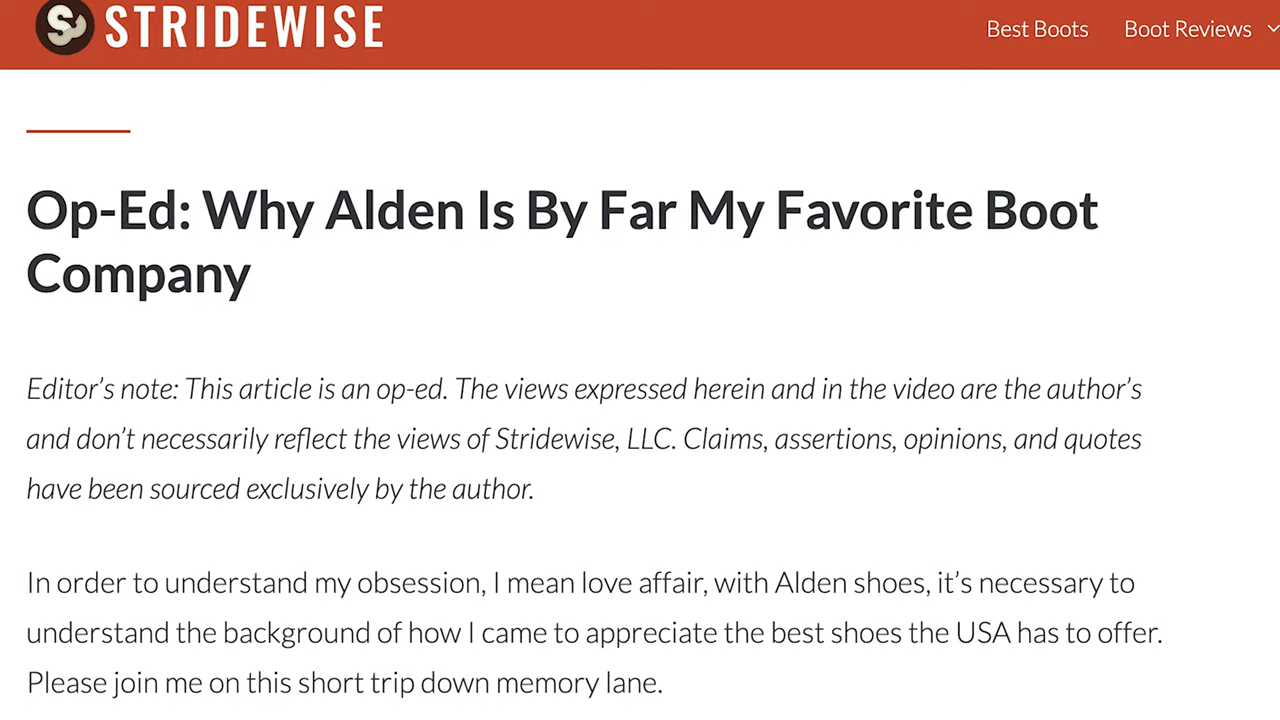 STRIDEWISE
Best Boots
Boot Reviews
Op-Ed: Why Alden Is By Far My Favorite Boot
Company
Editor’s note: This article is an op-ed. The views expressed herein and in the video are the author’s
and don’t necessarily reflect the views of Stridewise, LLC. Claims, assertions, opinions, and quotes
have been sourced exclusively by the author.
In order to understand my obsession, I mean love affair, with Alden shoes, it’s necessary to
understand the background of how I came to appreciate the best shoes the USA has to offer.
Please join me on this short trip down memory lane.